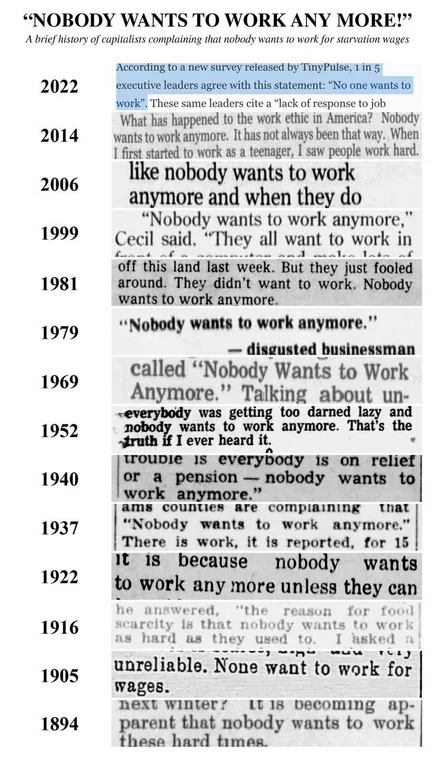 “NOBODY WANTS TO WORK ANY MORE!”
A brief history of capitalists complaining that nobody wants to work for starvation wages
2022
According to a new survey released by TinyPulse, 1 in 5
executive leaders agree with this statement: “No one wants to
work”. These same leaders cite a “lack of response to job
2014
What has happened to the work ethic in America? Nobody
wants to work anymore. It has not always been that way. When
I first started to work as a teenager, I saw people work hard.
2006
like nobody wants to work
anymore and when they do
1999
“Nobody wants to work anymore,”
Cecil said. “They all want to work in
front of a computer and make lots of
1981
off this land last week. But they just fooled
around. They didn't want to work. Nobody
wants to work anymore.
1979
“Nobody wants to work anymore.”
— disgusted businessman
1969
called “Nobody Wants to Work
Anymore.” Talking about un-
1952
everybody was getting too darned lazy and
nobody wants to work anymore. That's the
truth if I ever heard it.
1940
trouble is everybody is on relief
or a pension — nobody wants to
work anymore.”
1937
ams counties are complaining that
“Nobody wants to work anymore.”
There is work, it is reported, for 15
1922
it is because nobody wants
to work any more unless they can
1916
he answered, “the reason for food
scarcity is that nobody wants to work
as hard as they used to. I asked a
1905
unreliable. None want to work for
wages.
1894
next winter? It is becoming ap-
parent that nobody wants to work
these hard times.